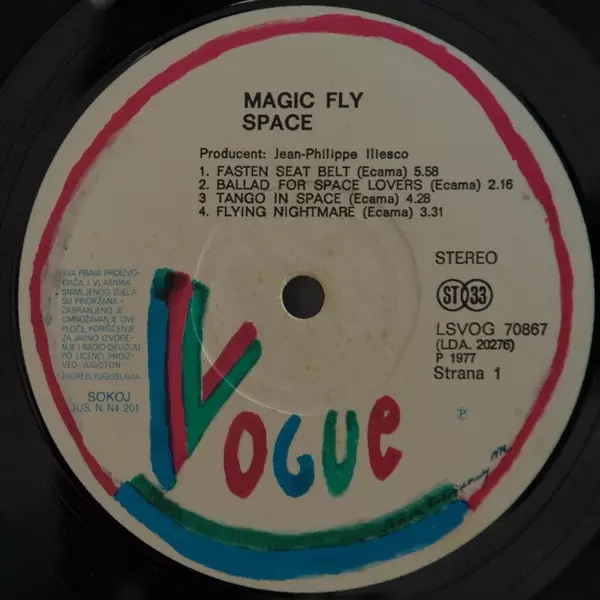 MAGIC FLY
SPACE
Producent: Jean-Philippe Iliesco
1. FASTEN SEAT BELT (Ecama) 5.58
2. BALLAD FOR SPACE LOVERS (Ecama) 2.16
3 TANGO IN SPACE (Ecama) 4.28
4. FLYING NIGHTMARE (Ecama) 3.31
STEREO
ST 33
LSVOG 70867
(LDA. 20276)
P 1977
Strana 1
SVA PRAVA PROIZVO-
ĐAČA I VLASNIKA
SNIMLJENOG DJELA
SU PRIDRŽANA •
ZABRANJENO JE
UMNOŽAVANJE OVE
PLOČE, KORIŠĆENJE
ZA JAVNO IZVOĐE-
NJE I RADIO-DIFUZIJU
PO LICENCI PROIZ-
VEO »JUGOTON«
ZAGREB, YUGOSLAVIA
SOKOJ
JUS. N. N4-201
P
VOGUE